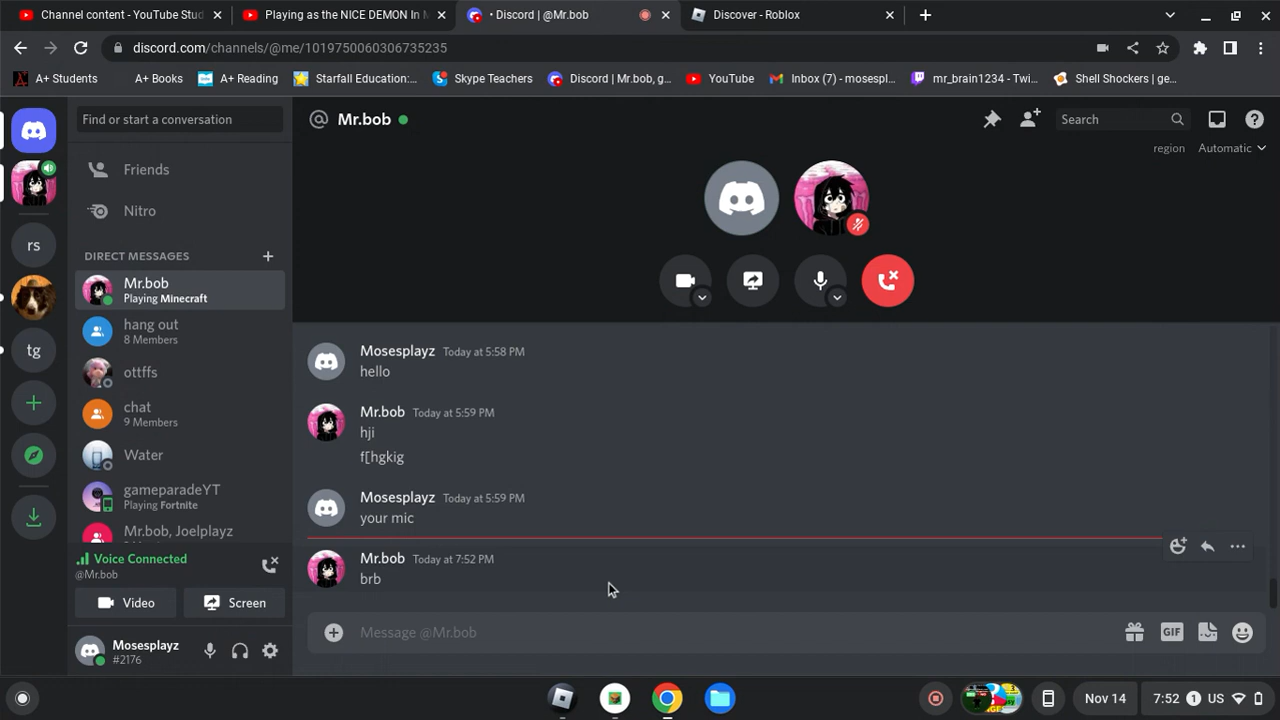 Channel content - YouTube Stud
Playing as the NICE DEMON In M
• Discord | @Mr.bob
Discover - Roblox
discord.com/channels/@me/1019750060306735235
A+ Students
A+ Books
A+ Reading
Starfall Education:...
Skype Teachers
Discord | Mr.bob, g...
YouTube
Inbox (7) - mosespl...
mr_brain1234 - Twi...
Shell Shockers | ge...
Find or start a conversation
@ Mr.bob
Search
region Automatic
Friends
Nitro
rs
DIRECT MESSAGES
Mr.bob
Playing Minecraft
hang out
8 Members
tg
ottffs
chat
9 Members
Water
gameparadeYT
Playing Fortnite
Mr.bob, Joelplayz
Voice Connected
@Mr.bob
Video
Screen
Mosesplayz
#2176
Mosesplayz Today at 5:58 PM
hello
Mr.bob Today at 5:59 PM
hji
f[hgkig
Mosesplayz Today at 5:59 PM
your mic
Mr.bob Today at 7:52 PM
brb
Message @Mr.bob
GIF
Nov 14
7:52 1 US